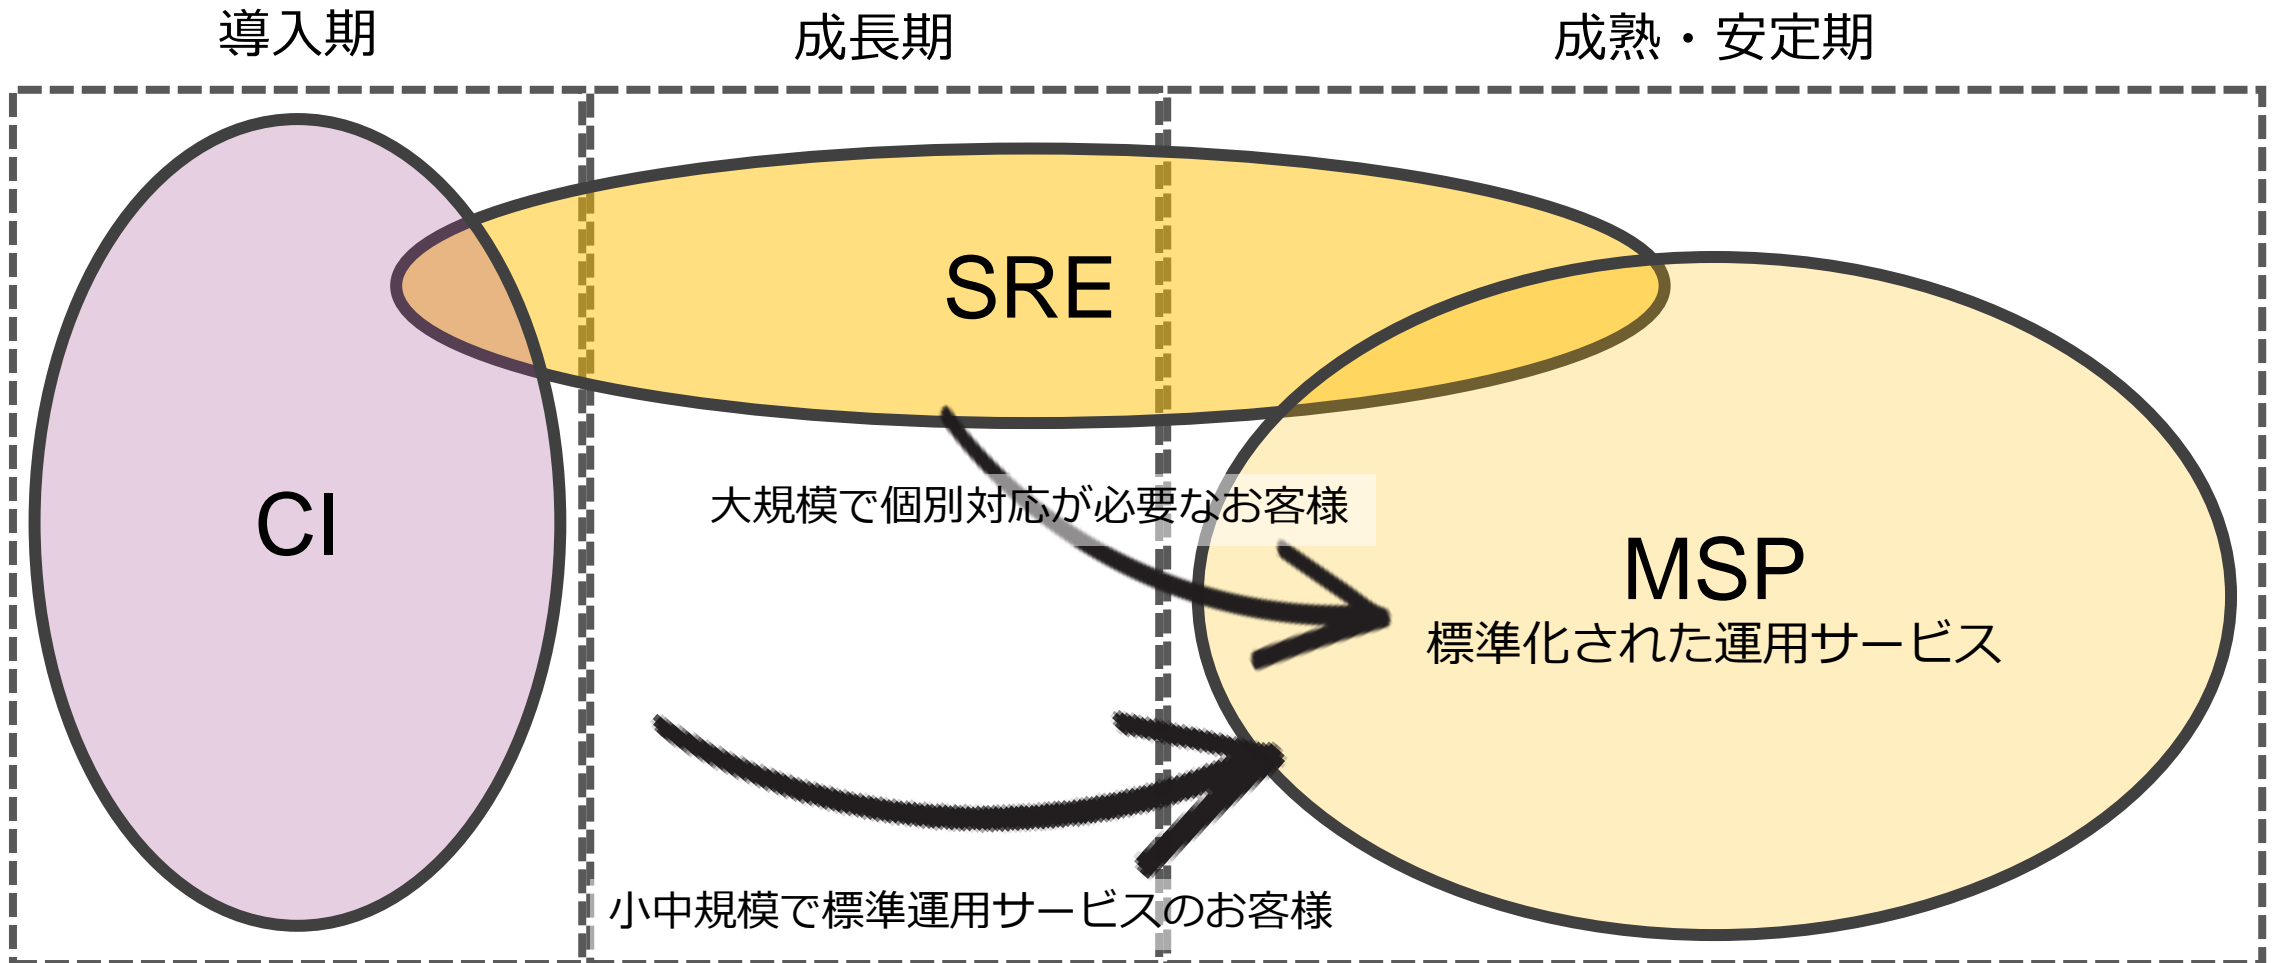 導入期
成長期
成熟・安定期
SRE
CI
大規模で個別対応が必要なお客様
MSP
標準化された運用サービス
小中規模で標準運用サービスのお客様